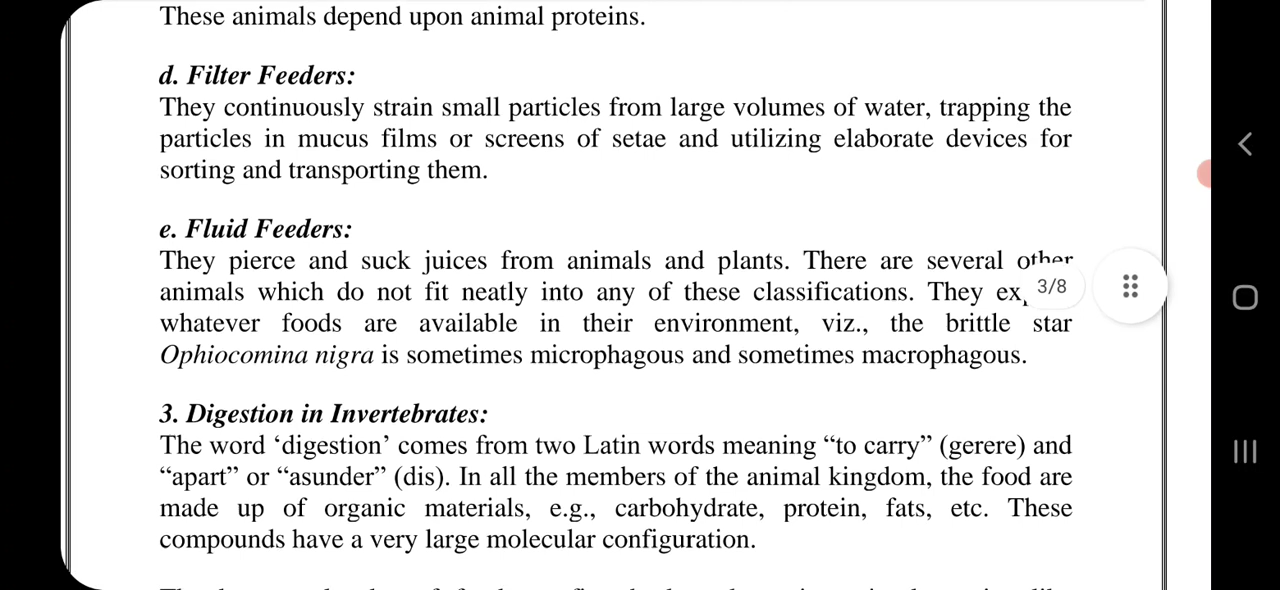 These animals depend upon animal proteins.
d. Filter Feeders:
They continuously strain small particles from large volumes of water, trapping the
particles in mucus films or screens of setae and utilizing elaborate devices for
sorting and transporting them.
e. Fluid Feeders:
They pierce and suck juices from animals and plants. There are several other
animals which do not fit neatly into any of these classifications. They
3/8
whatever foods are available in their environment, viz., the brittle star
Ophiocomina nigra is sometimes microphagous and sometimes macrophagous.
3. Digestion in Invertebrates:
The word ‘digestion’ comes from two Latin words meaning “to carry” (gerere) and
“apart” or “asunder” (dis). In all the members of the animal kingdom, the food are
made up of organic materials, e.g., carbohydrate, protein, fats, etc. These
compounds have a very large molecular configuration.